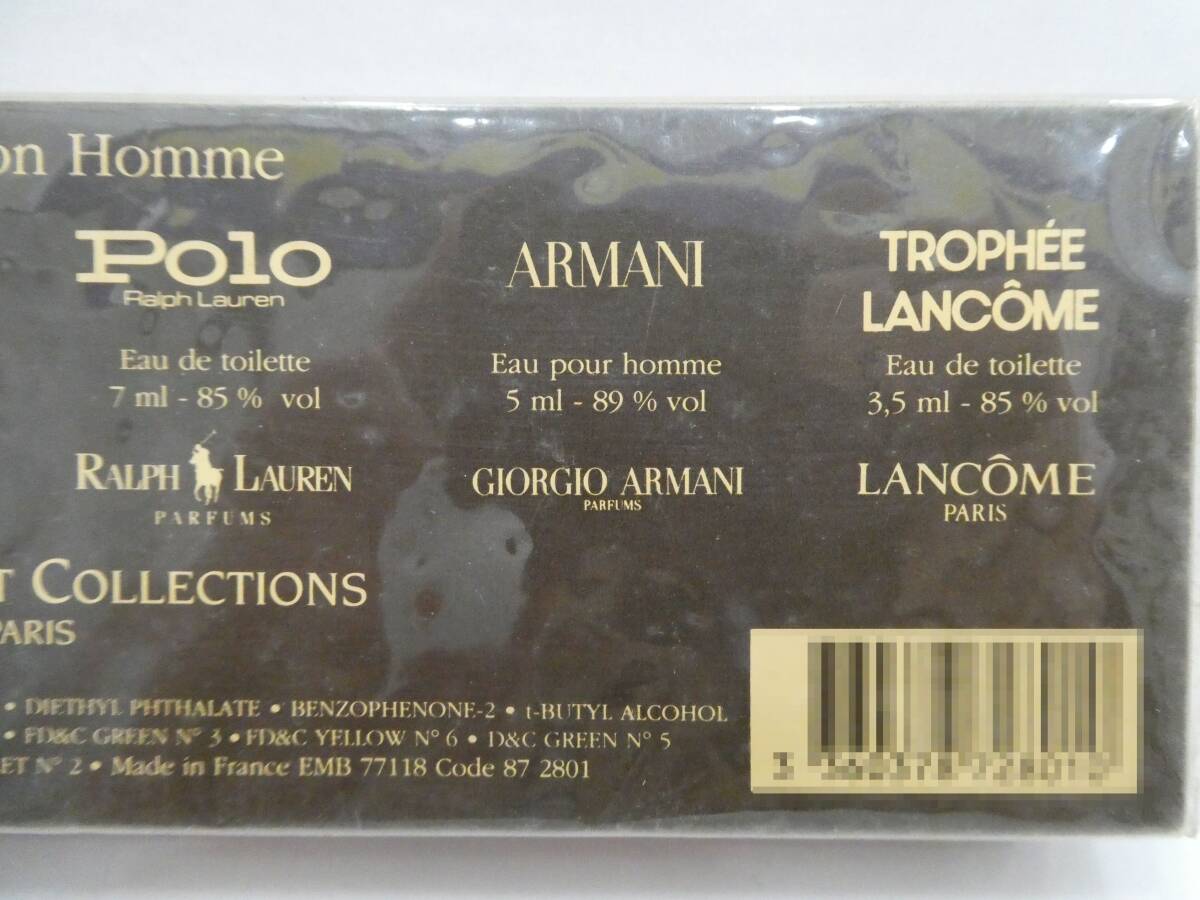 on Homme
Polo
Ralph Lauren
Eau de toilette
7 ml - 85 % vol
RALPH LAUREN
PARFUMS
ARMANI
Eau pour homme
5 ml - 89 % vol
GIORGIO ARMANI
PARFUMS
TROPHÉE
LANCÔME
Eau de toilette
3,5 ml - 85 % vol
LANCÔME
PARIS
T COLLECTIONS
PARIS
• DIETHYL PHTHALATE • BENZOPHENONE-2 • t-BUTYL ALCOHOL
• FD&C GREEN N° 3 • FD&C YELLOW N° 6 • D&C GREEN N° 5
ET N° 2 • Made in France EMB 77118 Code 87 2801